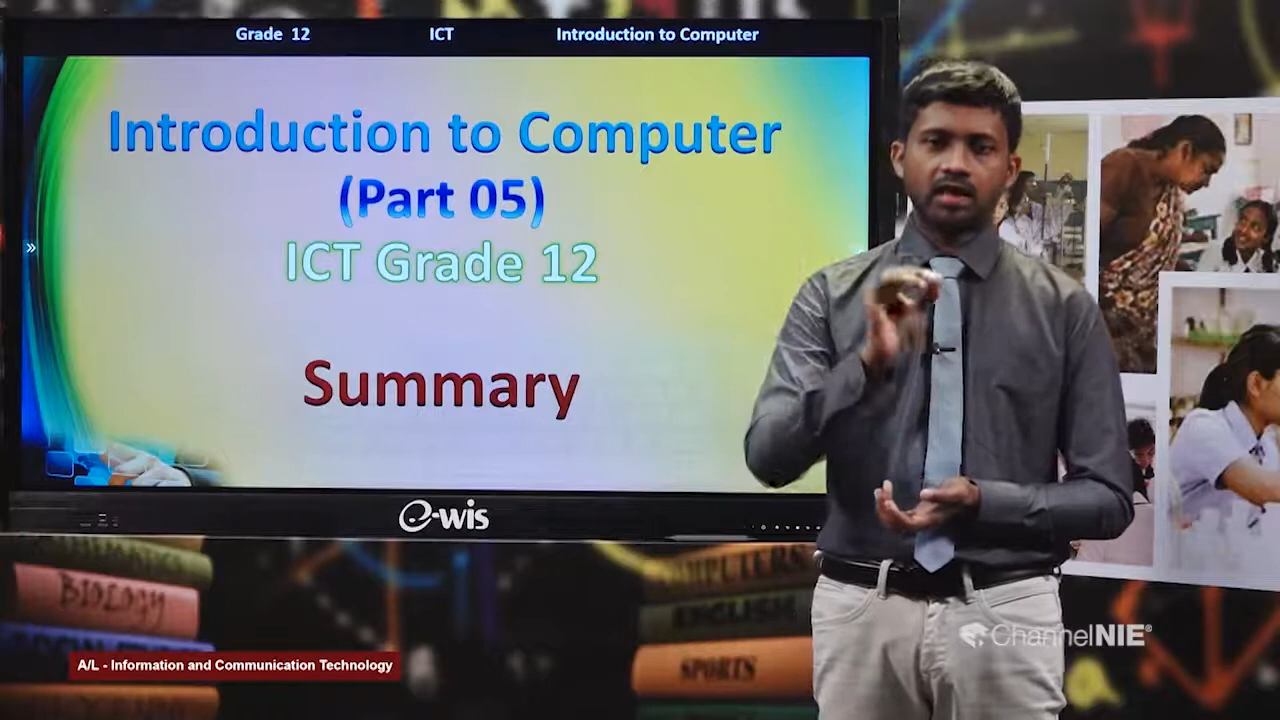 Grade 12 ICT Introduction to Computer
Introduction to Computer
(Part 05)
ICT Grade 12
Summary
»
e-wis
BIOLOGY
COMPUTERS
ENGLISH
SPORTS
A/L - Information and Communication Technology
ChannelNIE®